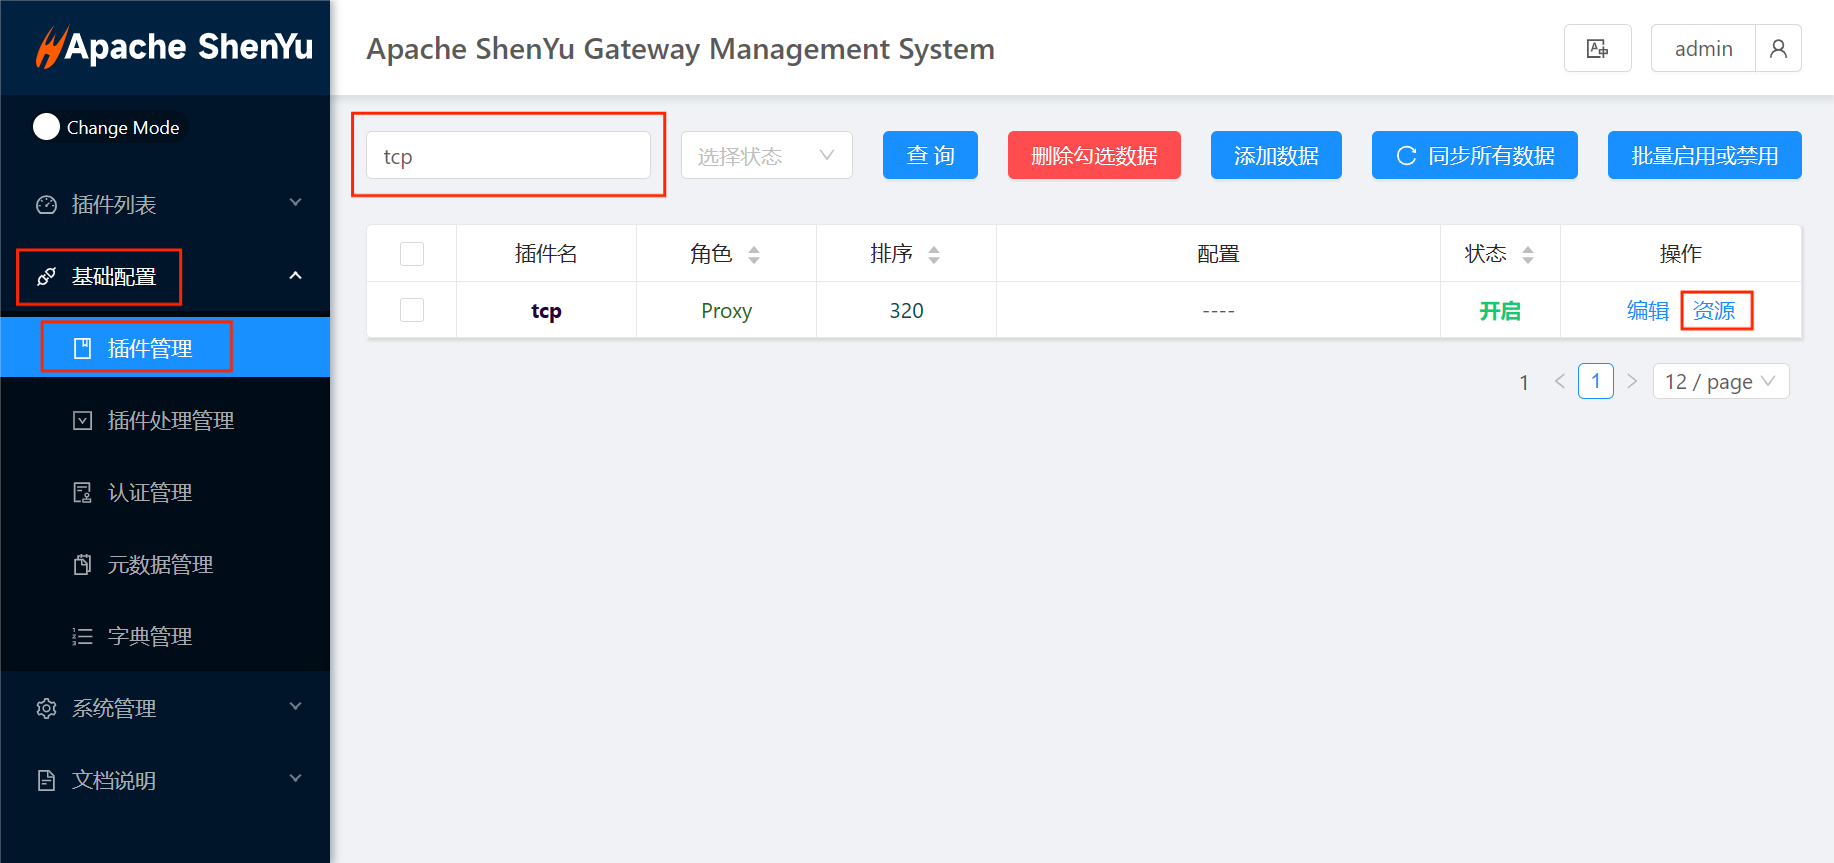 Apache ShenYu
Change Mode
插件列表
基础配置
插件管理
插件处理管理
认证管理
元数据管理
字典管理
系统管理
文档说明
Apache ShenYu Gateway Management System
admin
tcp
选择状态
查 询
删除勾选数据
添加数据
同步所有数据
批量启用或禁用
插件名 角色 排序 配置 状态 操作
tcp Proxy 320 ---- 开启 编辑 资源
1 1 12 / page